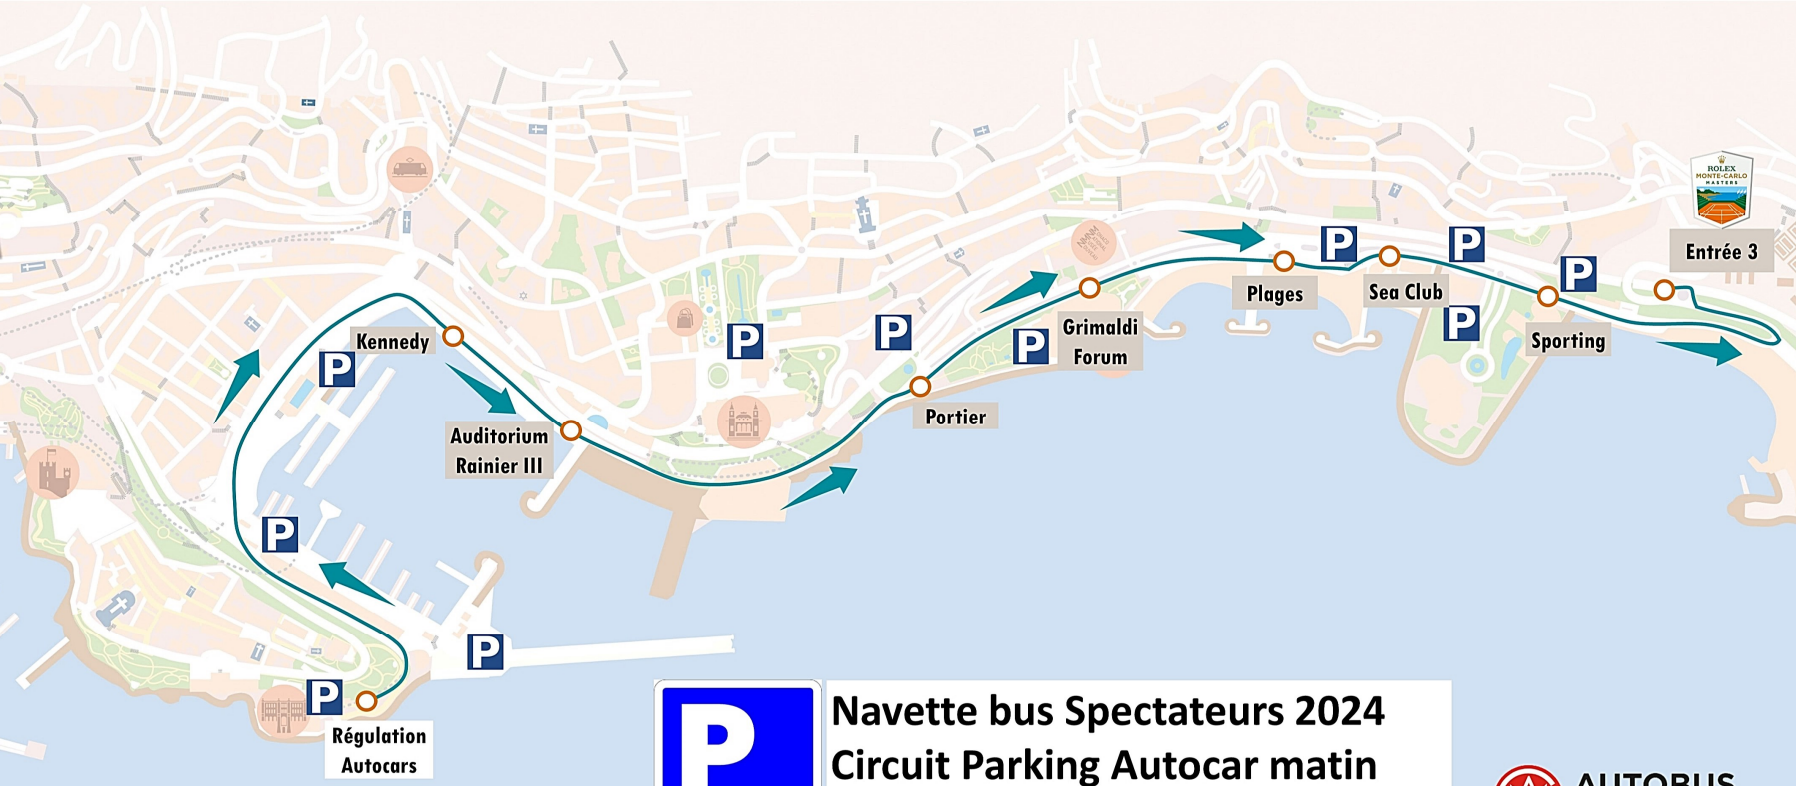 ROLEX
MONTE-CARLO
MASTERS
Entrée 3
Plages
P
Sea Club
P
P
P
Sporting
Grimaldi
Forum
P
P
P
Portier
Kennedy
P
Auditorium
Rainier III
P
P
P
Régulation
Autocars
P
Navette bus Spectateurs 2024
Circuit Parking Autocar matin
AUTOBUS